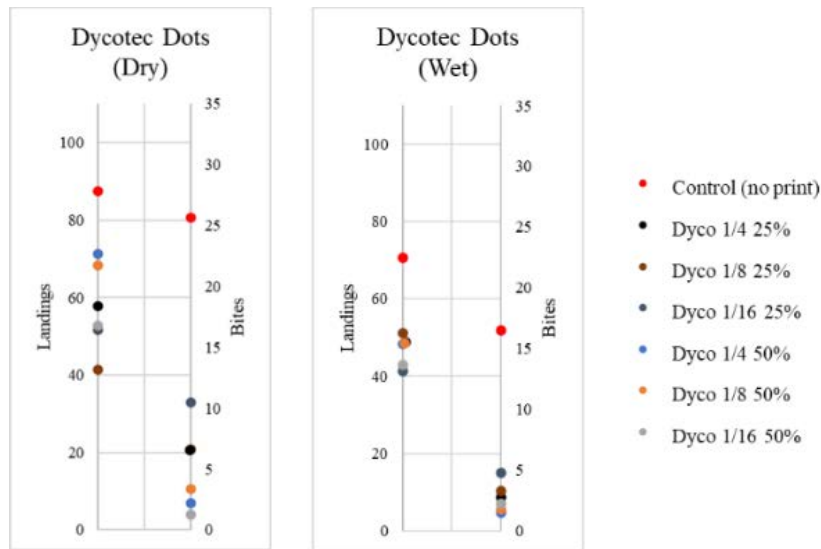 Dycotec Dots
(Dry)
35
30
25
20
15
10
5
0
100
80
60
40
20
0
Landings
Bites
Dycotec Dots
(Wet)
35
30
25
20
15
10
5
0
100
80
60
40
20
0
Landings
Bites
Control (no print)
Dyco 1/4 25%
Dyco 1/8 25%
Dyco 1/16 25%
Dyco 1/4 50%
Dyco 1/8 50%
Dyco 1/16 50%